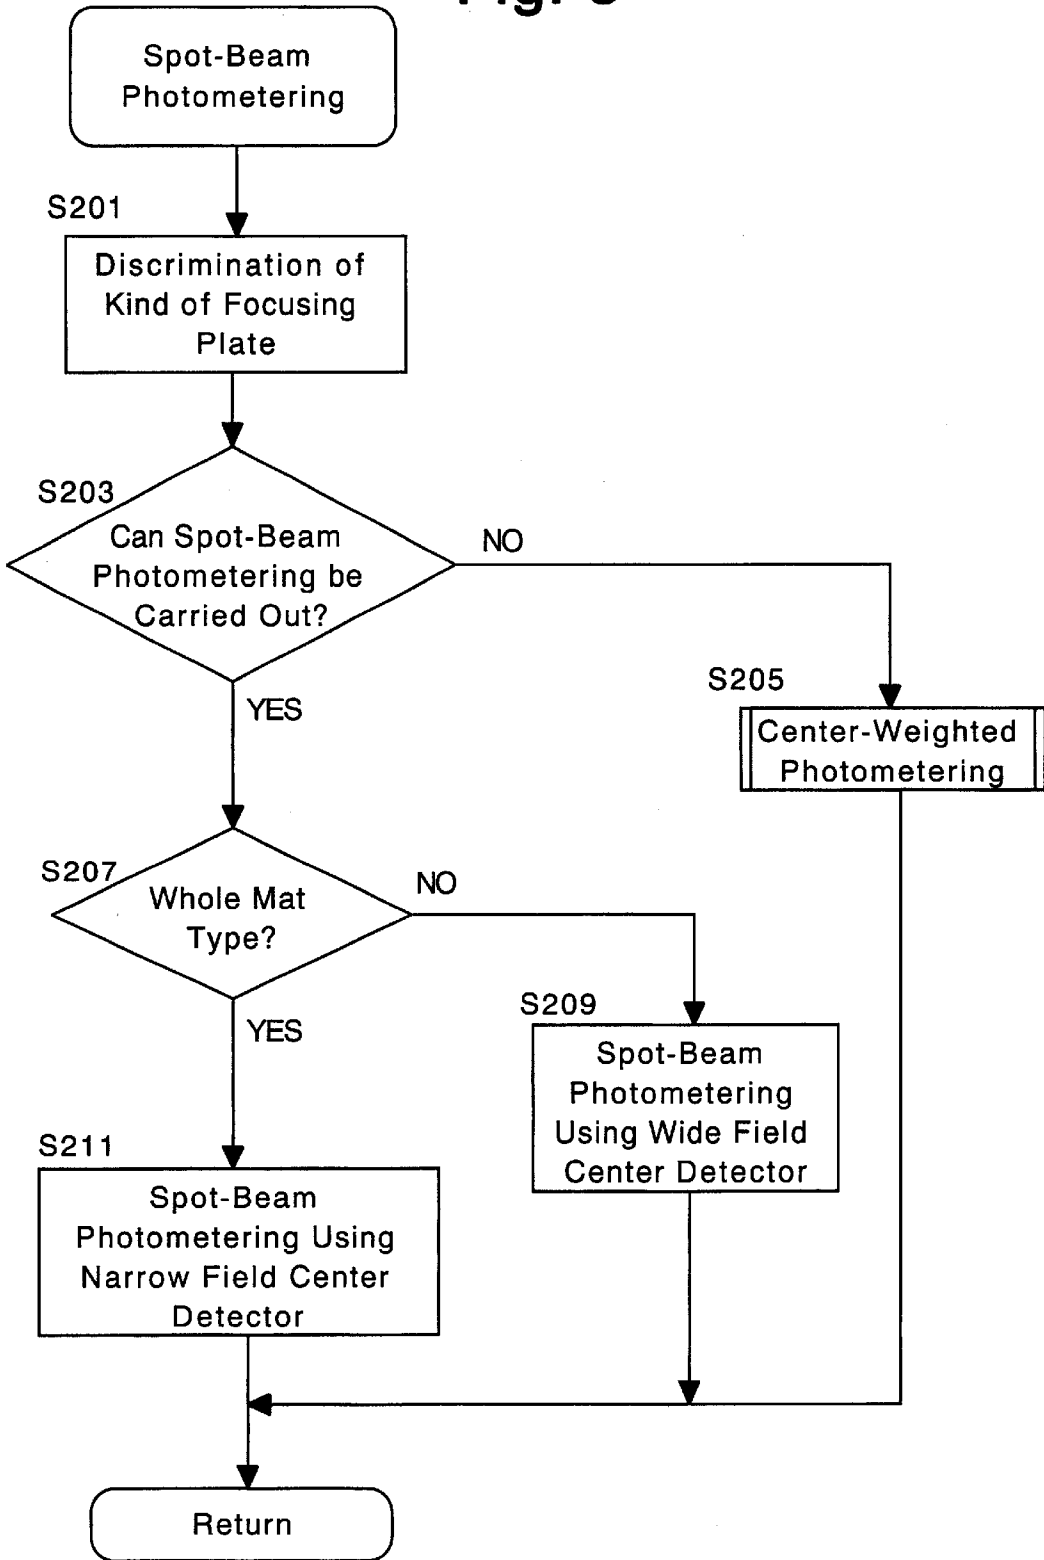 Spot-Beam
Photometering
S201
Discrimination of
Kind of Focusing
Plate
S203
Can Spot-Beam
Photometering be
Carried Out?
NO
YES
S205
Center-Weighted
Photometering
S207
Whole Mat
Type?
NO
YES
S209
Spot-Beam
Photometering
Using Wide Field
Center Detector
S211
Spot-Beam
Photometering Using
Narrow Field Center
Detector
Return